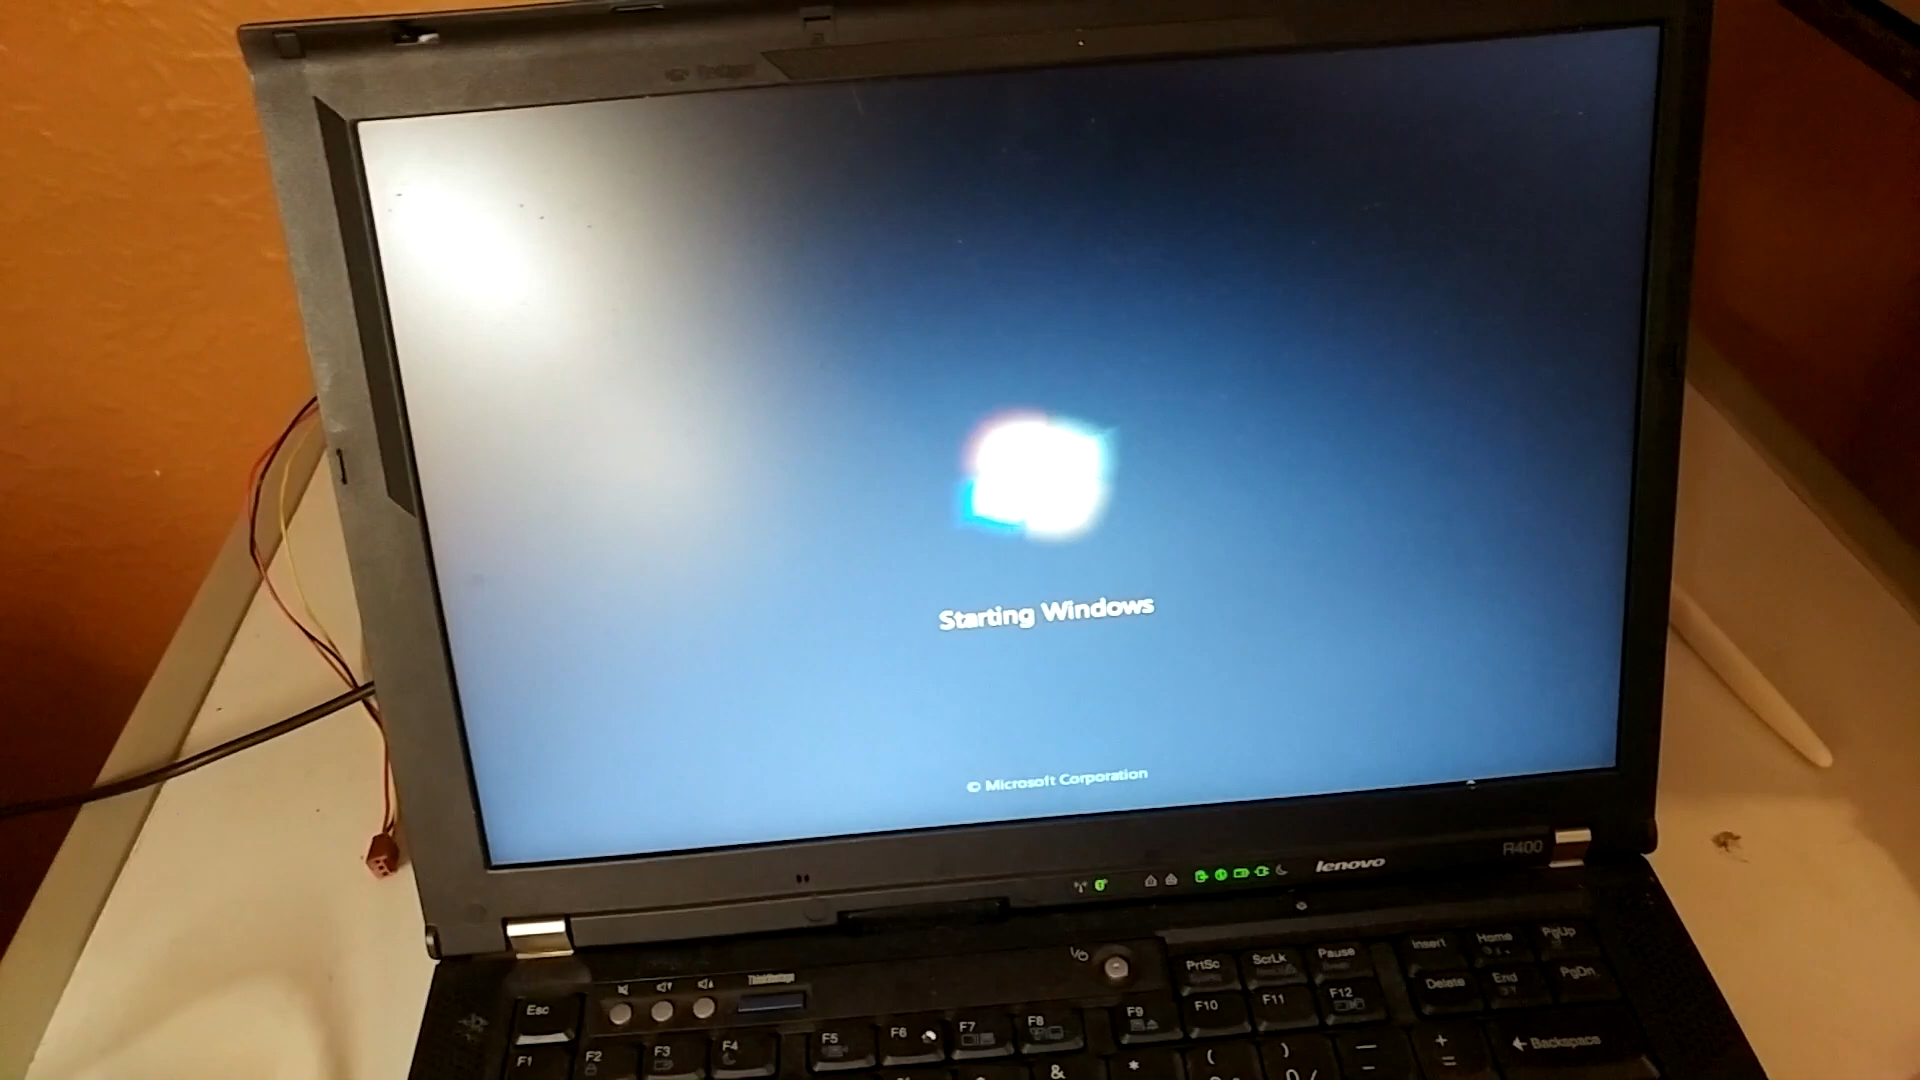 Starting Windows
© Microsoft Corporation
R400
lenovo
PrtSc
ScrLk
Pause
Insert
Home
PgUp
Delete
End
PgDn
Esc
F1
F2
F3
F4
F5
F6
F7
F8
F9
F10
F11
F12
Backspace
&
*
(
)
—
+
=